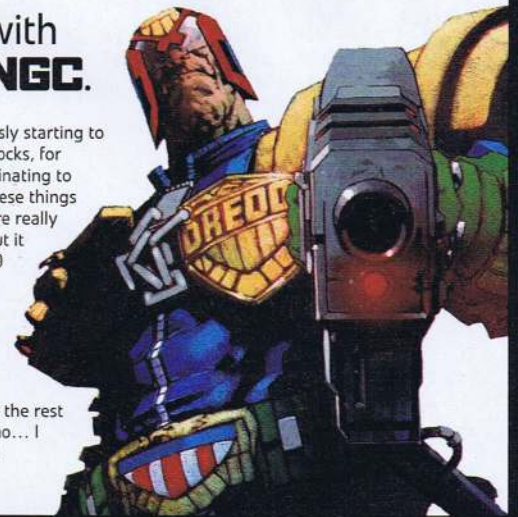 with
NGC.
sly starting to
ocks, for
inating to
ese things
re really
ut it
)
the rest
no... I
DREDD